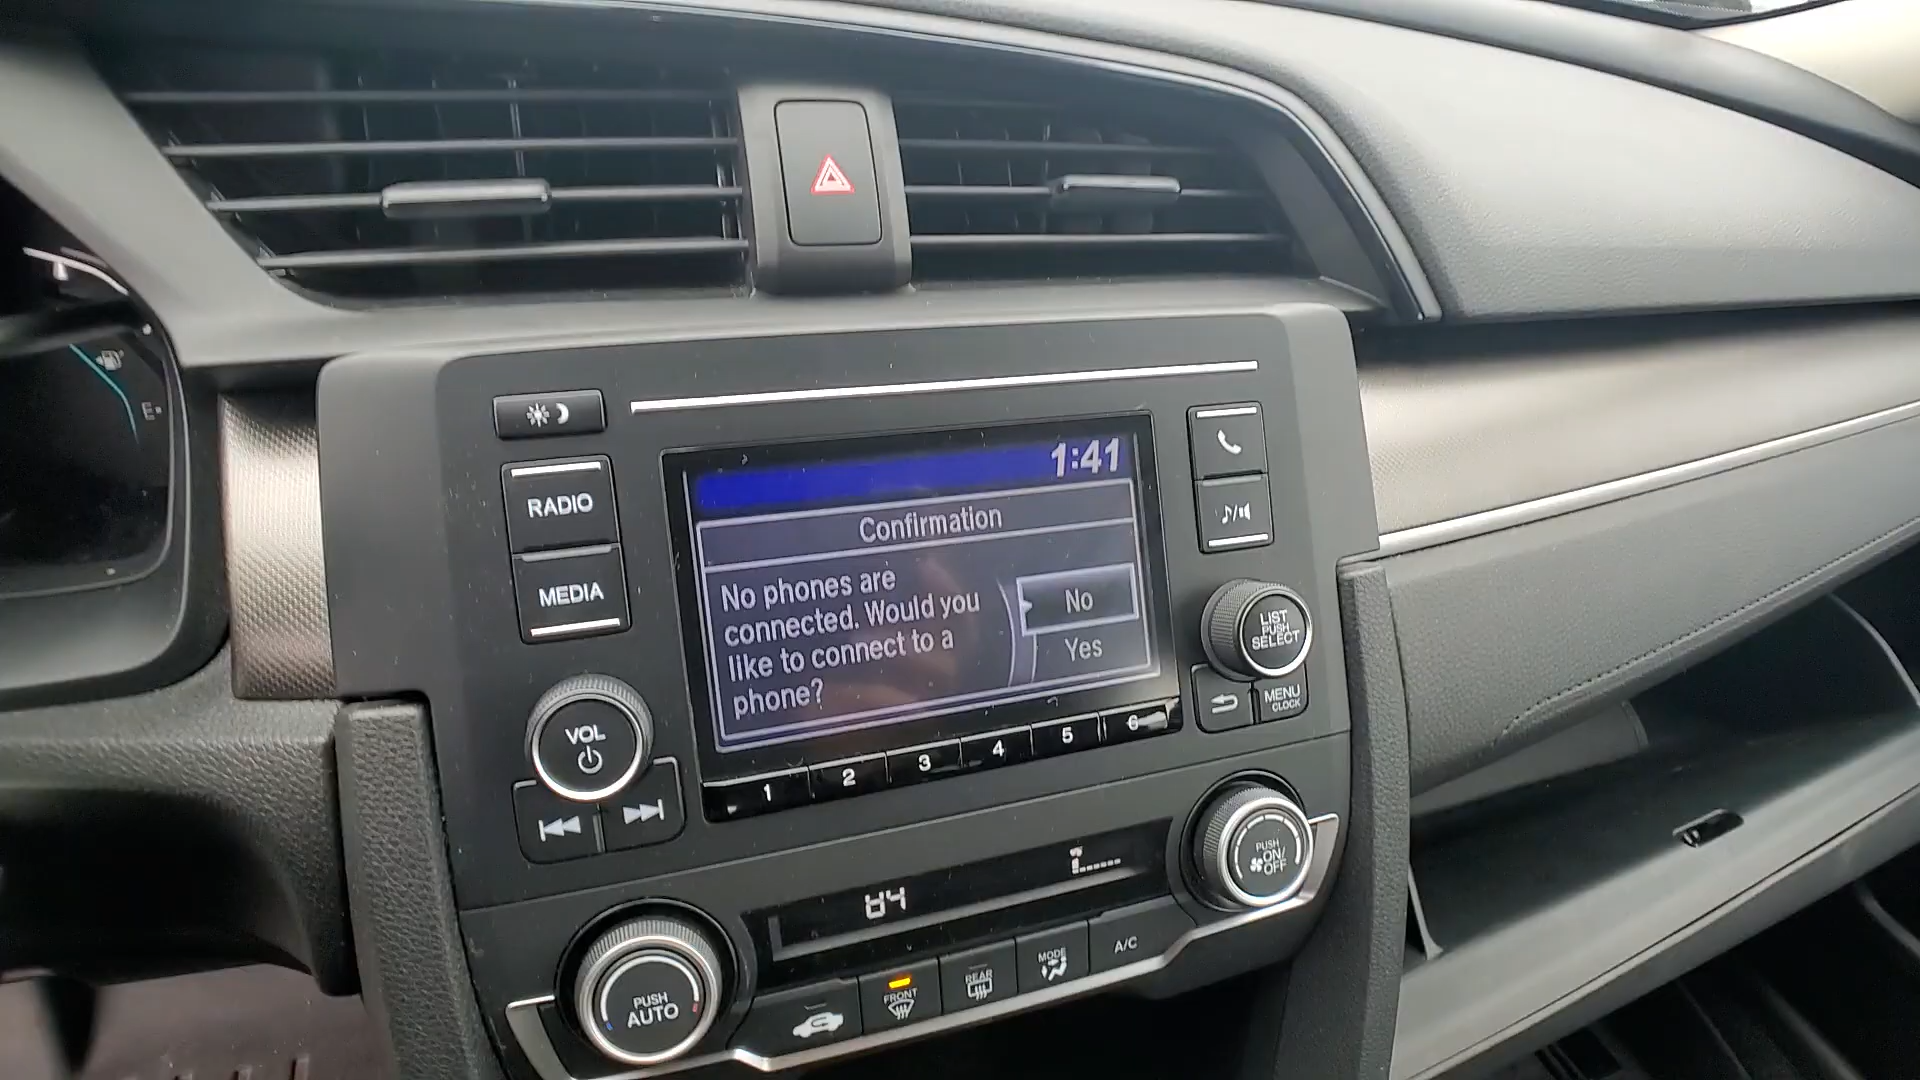 E
RADIO
MEDIA
VOL
1:41
Confirmation
No phones are
connected. Would you
like to connect to a
phone?
No
Yes
LIST
PUSH
SELECT
MENU
CLOCK
1 2 3 4 5 6
84
PUSH
ON/
OFF
PUSH
AUTO
FRONT
REAR
MODE
A/C